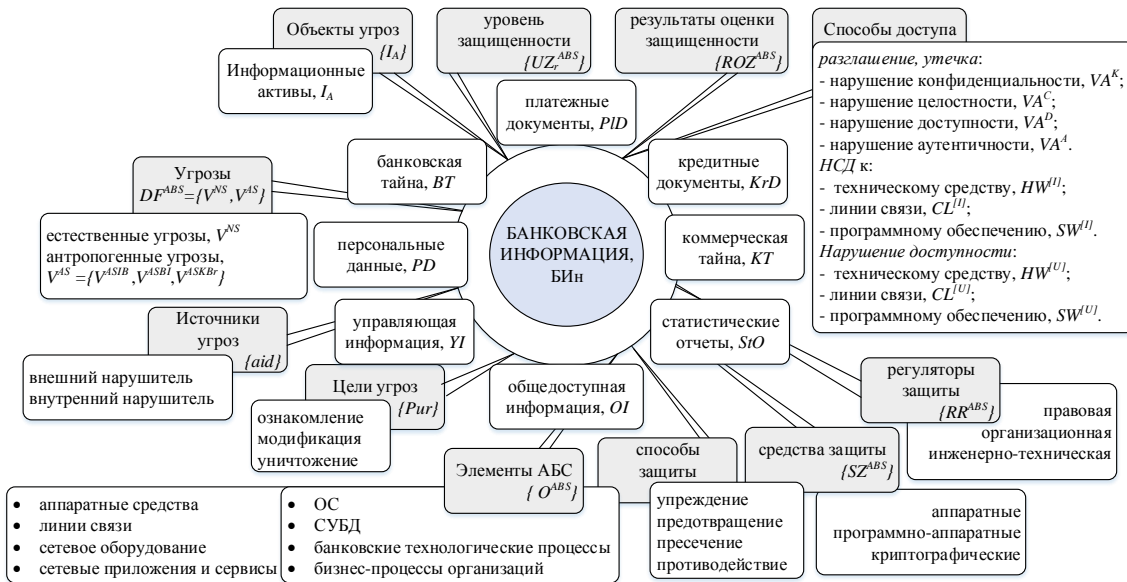 Объекты угроз
{I_A}
Информационные
активы, I_A
уровень
защищенности
{UZ_r^ABS}
результаты оценки
защищенности
{ROZ^ABS}
Способы доступа
разглашение, утечка:
- нарушение конфиденциальности, VA^K;
- нарушение целостности, VA^C;
- нарушение доступности, VA^D;
- нарушение аутентичности, VA^A.
НСД к:
- техническому средству, HW^[I];
- линии связи, CL^[I];
- программному обеспечению, SW^[I].
Нарушение доступности:
- техническому средству, HW^[U];
- линии связи, CL^[U];
- программному обеспечению, SW^[U].
платежные
документы, PlD
банковская
тайна, BT
кредитные
документы, KrD
Угрозы
DF^ABS={V^NS,V^AS}
естественные угрозы, V^NS
антропогенные угрозы,
V^AS ={V^ASIB,V^ASBI,V^ASKBr}
персональные
данные, PD
БАНКОВСКАЯ
ИНФОРМАЦИЯ,
БИн
коммерческая
тайна, KT
Источники
угроз
{aid}
внешний нарушитель
внутренний нарушитель
управляющая
информация, YI
статистические
отчеты, StO
Цели угроз
{Pur}
ознакомление
модификация
уничтожение
общедоступная
информация, OI
регуляторы
защиты
{RR^ABS}
правовая
организационная
инженерно-техническая
Элементы АБС
{ O^ABS}
способы
защиты
средства защиты
{SZ^ABS}
• аппаратные средства
• линии связи
• сетевое оборудование
• сетевые приложения и сервисы
• ОС
• СУБД
• банковские технологические процессы
• бизнес-процессы организаций
упреждение
предотвращение
пресечение
противодействие
аппаратные
программно-аппаратные
криптографические